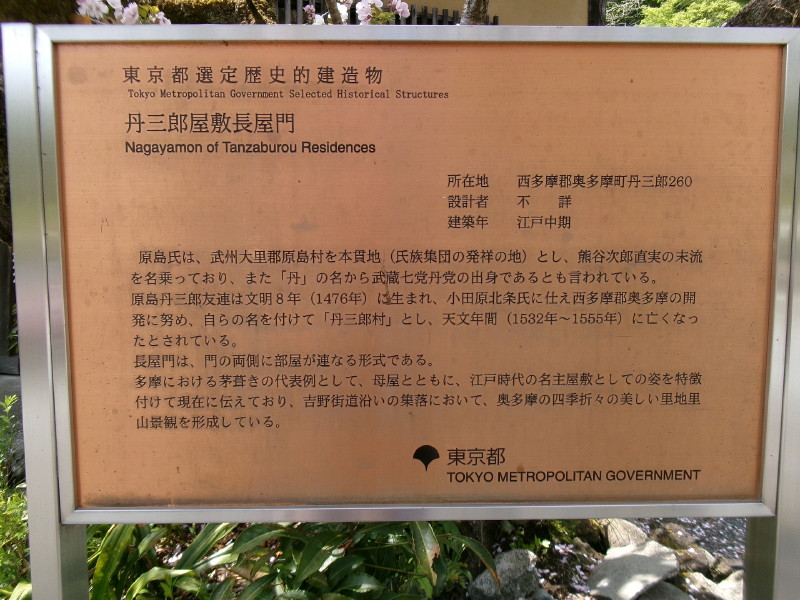 東京都選定歴史的建造物
Tokyo Metropolitan Government Selected Historical Structures
丹三郎屋敷長屋門
Nagayamon of Tanzaburou Residences
所在地 西多摩郡奥多摩町丹三郎260
設計者 不 詳
建築年 江戸中期
原島氏は、武州大里郡原島村を本貫地（氏族集団の発祥の地）とし、熊谷次郎直実の末流
を名乗っており、また「丹」の名から武蔵七党丹党の出身であるとも言われている。
原島丹三郎友連は文明８年（1476年）に生まれ、小田原北条氏に仕え西多摩郡奥多摩の開
発に努め、自らの名を付けて「丹三郎村」とし、天文年間（1532年～1555年）に亡くなっ
たとされている。
長屋門は、門の両側に部屋が連なる形式である。
多摩における茅葺きの代表例として、母屋とともに、江戸時代の名主屋敷としての姿を特徴
付けて現在に伝えており、吉野街道沿いの集落において、奥多摩の四季折々の美しい里地里
山景観を形成している。
東京都
TOKYO METROPOLITAN GOVERNMENT